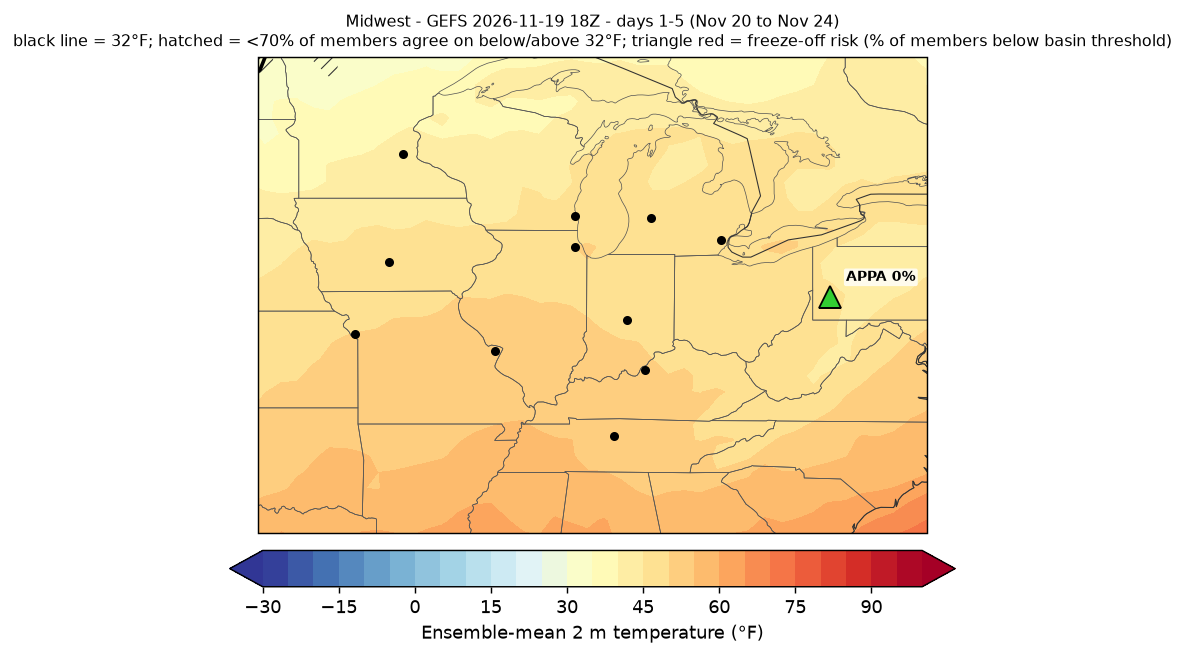 Midwest - GEFS 2026-11-19 18Z - days 1-5 (Nov 20 to Nov 24)
black line = 32°F; hatched = <70% of members agree on below/above 32°F; triangle red = freeze-off risk (% of members below basin threshold)
APPA 0%
−30 −15 0 15 30 45 60 75 90
Ensemble-mean 2 m temperature (°F)